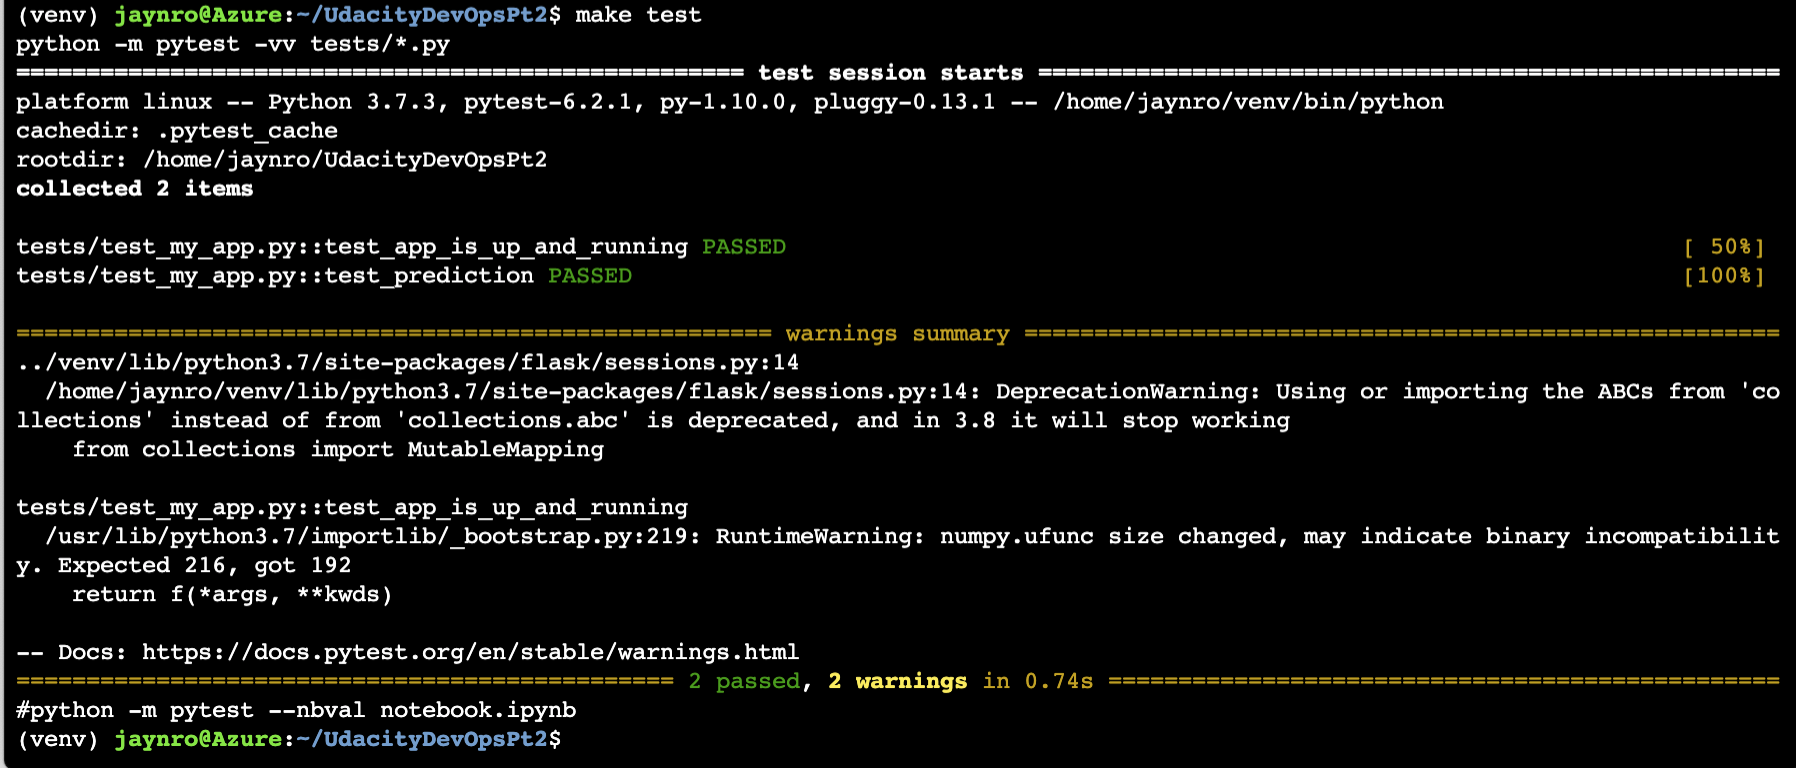 (venv) jaynro@Azure:~/UdacityDevOpsPt2$ make test
python -m pytest -vv tests/*.py
==================================================== test session starts =====================================================
platform linux -- Python 3.7.3, pytest-6.2.1, py-1.10.0, pluggy-0.13.1 -- /home/jaynro/venv/bin/python
cachedir: .pytest_cache
rootdir: /home/jaynro/UdacityDevOpsPt2
collected 2 items

tests/test_my_app.py::test_app_is_up_and_running PASSED [ 50%]
tests/test_my_app.py::test_prediction PASSED [100%]

====================================================== warnings summary ======================================================
../venv/lib/python3.7/site-packages/flask/sessions.py:14
  /home/jaynro/venv/lib/python3.7/site-packages/flask/sessions.py:14: DeprecationWarning: Using or importing the ABCs from 'co
llections' instead of from 'collections.abc' is deprecated, and in 3.8 it will stop working
    from collections import MutableMapping

tests/test_my_app.py::test_app_is_up_and_running
  /usr/lib/python3.7/importlib/_bootstrap.py:219: RuntimeWarning: numpy.ufunc size changed, may indicate binary incompatibilit
y. Expected 216, got 192
    return f(*args, **kwds)

-- Docs: https://docs.pytest.org/en/stable/warnings.html
=============================================== 2 passed, 2 warnings in 0.74s ================================================
#python -m pytest --nbval notebook.ipynb
(venv) jaynro@Azure:~/UdacityDevOpsPt2$